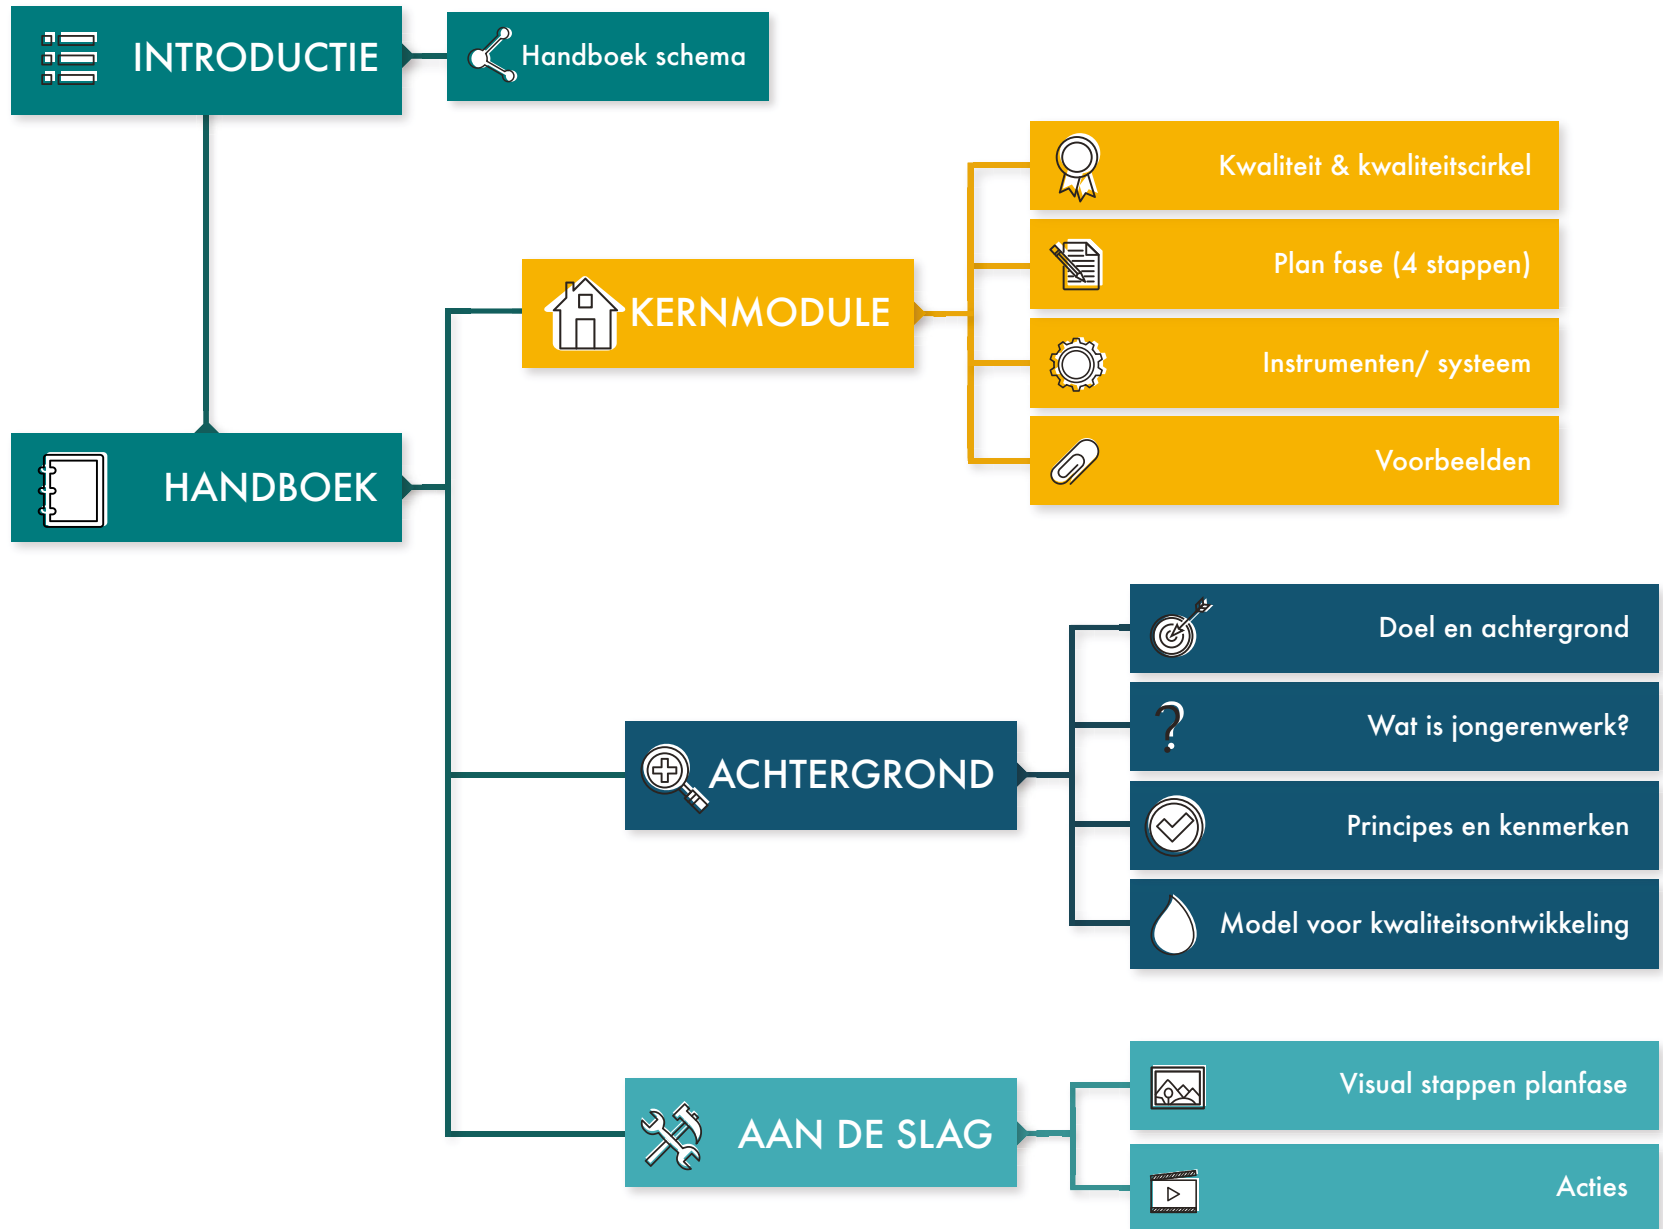 INTRODUCTIE
Handboek schema
Kwaliteit & kwaliteitscirkel
Plan fase (4 stappen)
KERNMODULE
Instrumenten/ systeem
Voorbeelden
HANDBOEK
Doel en achtergrond
Wat is jongerenwerk?
ACHTERGROND
Principes en kenmerken
Model voor kwaliteitsontwikkeling
Visual stappen planfase
AAN DE SLAG
Acties